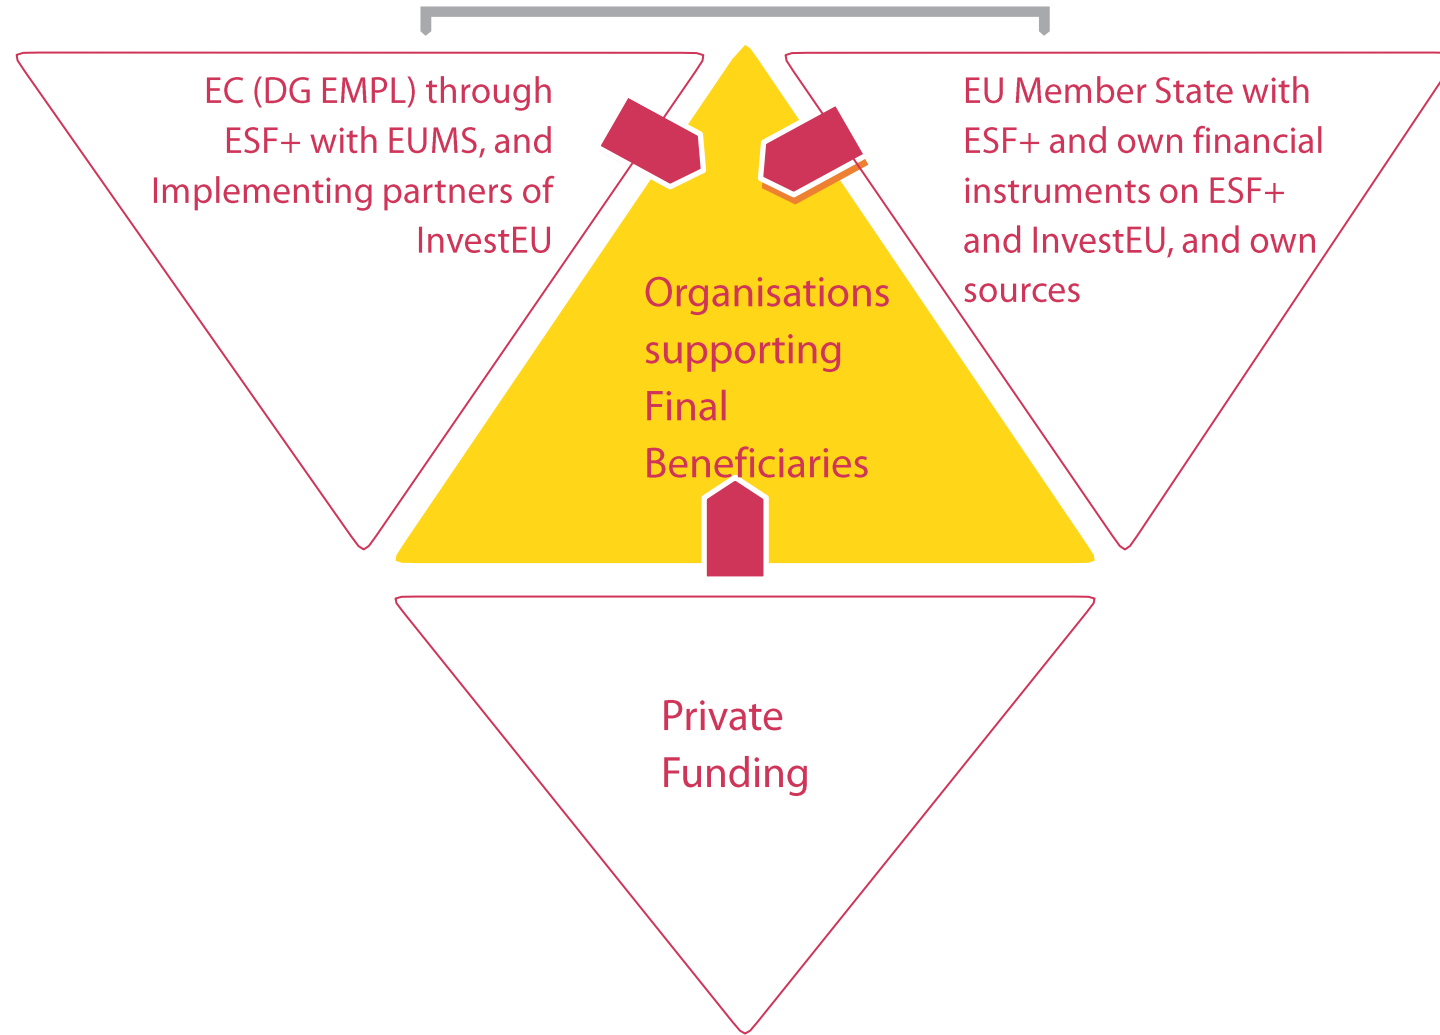 EC (DG EMPL) through
ESF+ with EUMS, and
Implementing partners of
InvestEU
EU Member State with
ESF+ and own financial
instruments on ESF+
and InvestEU, and own
sources
Organisations
supporting
Final
Beneficiaries
Private
Funding